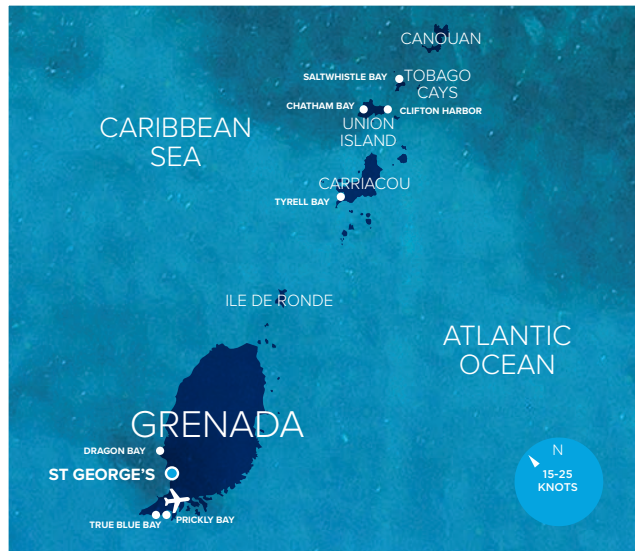 CANOUAN
SALTWHISTLE BAY
TOBAGO
CAYS
CHATHAM BAY
CLIFTON HARBOR
UNION
ISLAND
CARIBBEAN
SEA
CARRIACOU
TYRELL BAY
ILE DE RONDE
ATLANTIC
OCEAN
GRENADA
DRAGON BAY
ST GEORGE'S
N
15-25
KNOTS
TRUE BLUE BAY
PRICKLY BAY